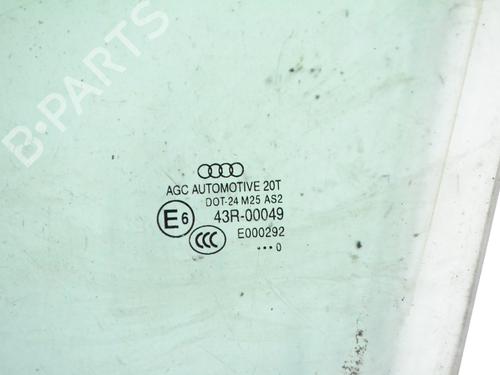 B-PARTS
AGC AUTOMOTIVE 20T
DOT-24 M25 AS2
E6 43R-00049
CCC E000292
•••0